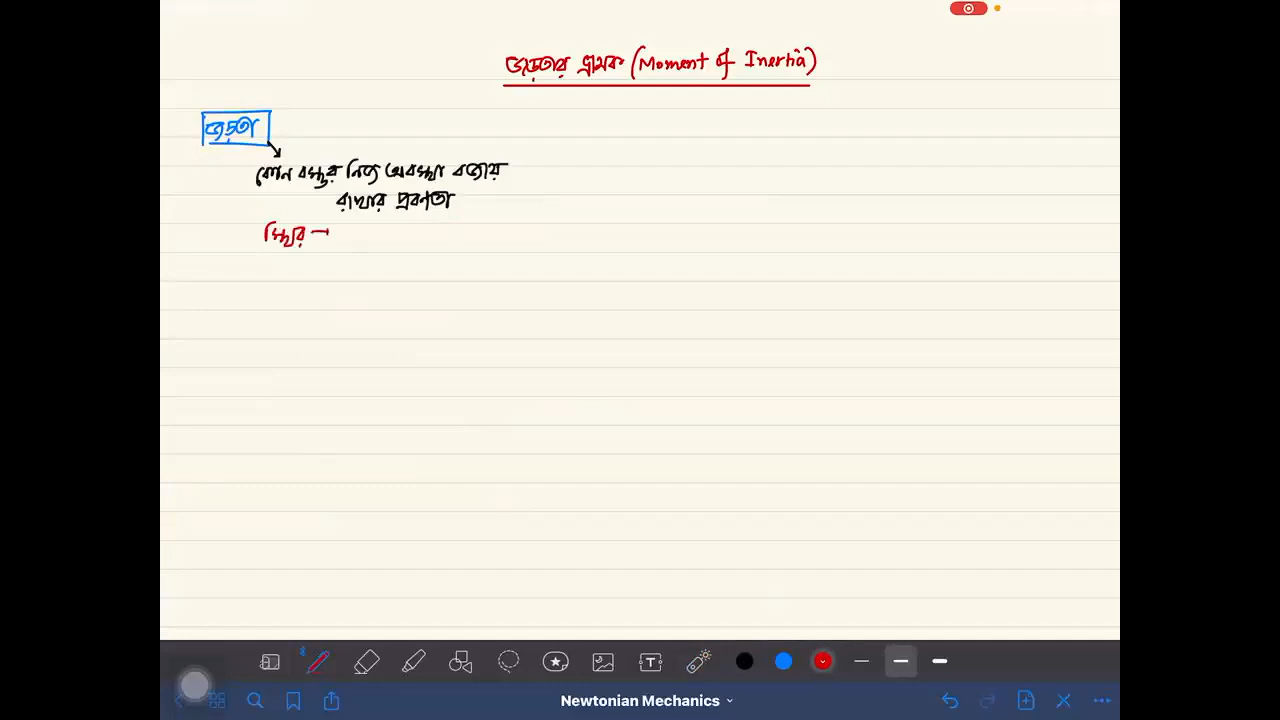 জড়তার ভ্রামক (Moment of Inertia)
জড়তা
কোন বস্তুর নিজ অবস্থা বজায়
রাখার প্রবণতা
স্থির →
T
Newtonian Mechanics